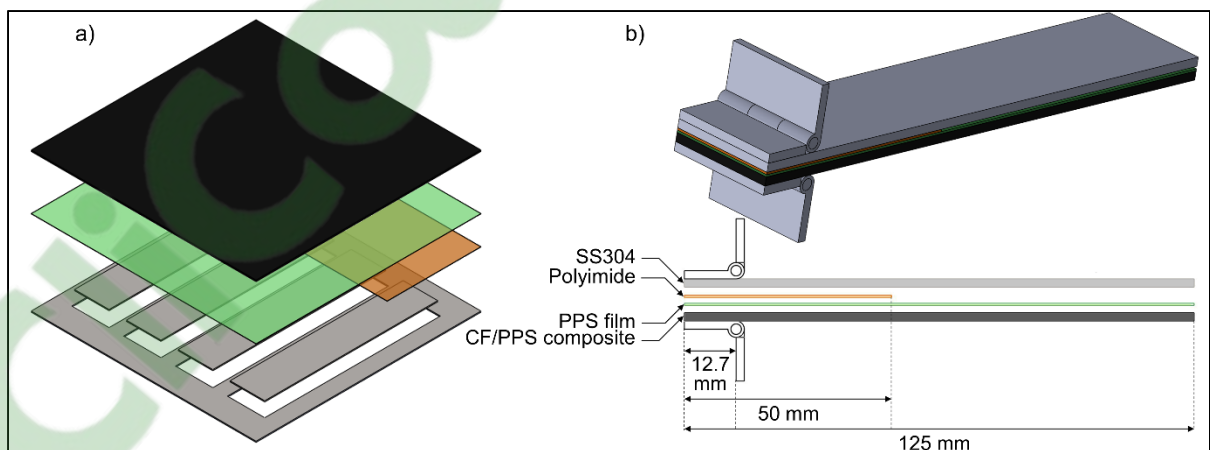 a)
b)
SS304
Polyimide
PPS film
CF/PPS composite
12.7
mm
50 mm
125 mm